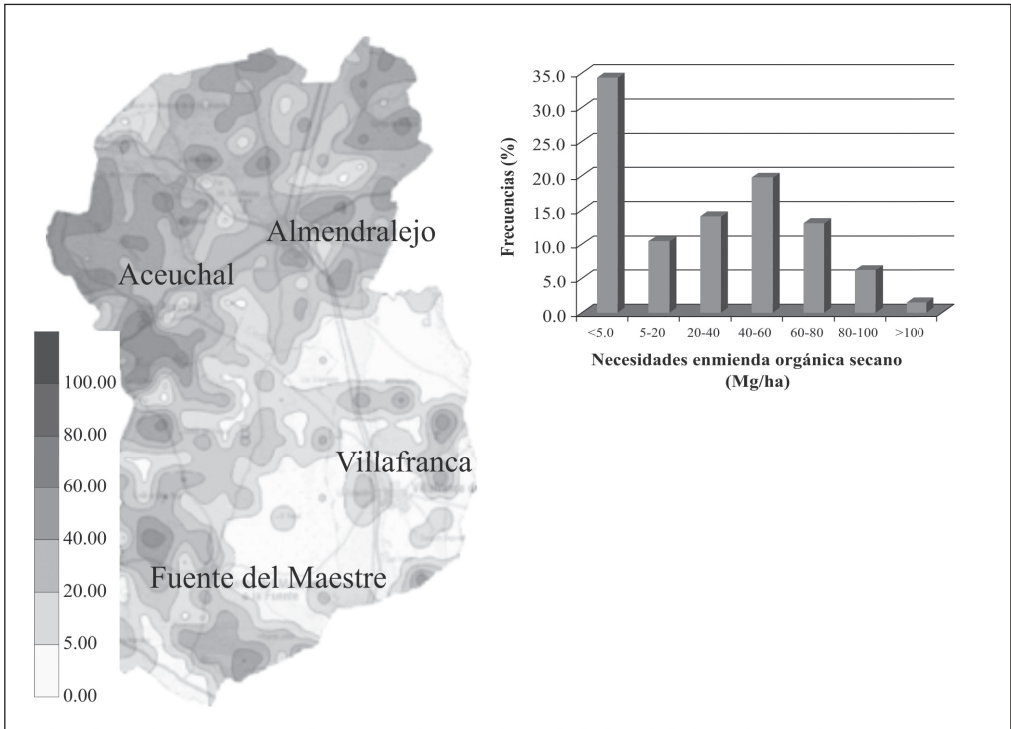 Almendralejo
Aceuchal
Villafranca
Fuente del Maestre
100.00
80.00
60.00
40.00
20.00
5.00
0.00
Frecuencias (%)
35.0
30.0
25.0
20.0
15.0
10.0
5.0
0.0
<5.0 5-20 20-40 40-60 60-80 80-100 >100
Necesidades enmienda orgánica secano
(Mg/ha)